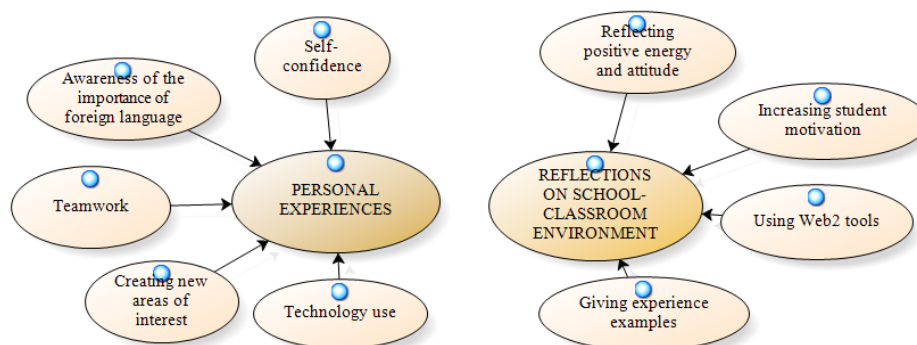 Self-
confidence
Awareness of the
importance of
foreign language
Teamwork
PERSONAL
EXPERIENCES
Creating new
areas of
interest
Technology use
Reflecting
positive energy
and attitude
Increasing student
motivation
REFLECTIONS
ON SCHOOL-
CLASSROOM
ENVIRONMENT
Using Web2 tools
Giving experience
examples